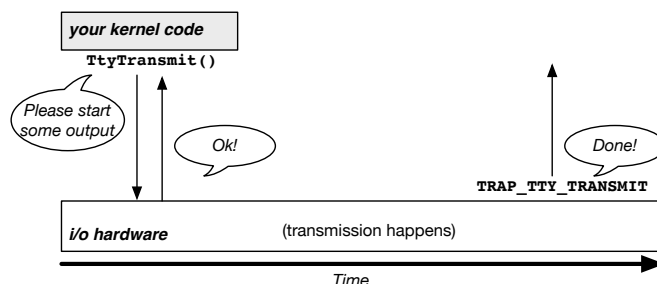 your kernel code
TtyTransmit()
Please start
some output
Ok!
Done!
TRAP_TTY_TRANSMIT
i/o hardware
(transmission happens)
Time